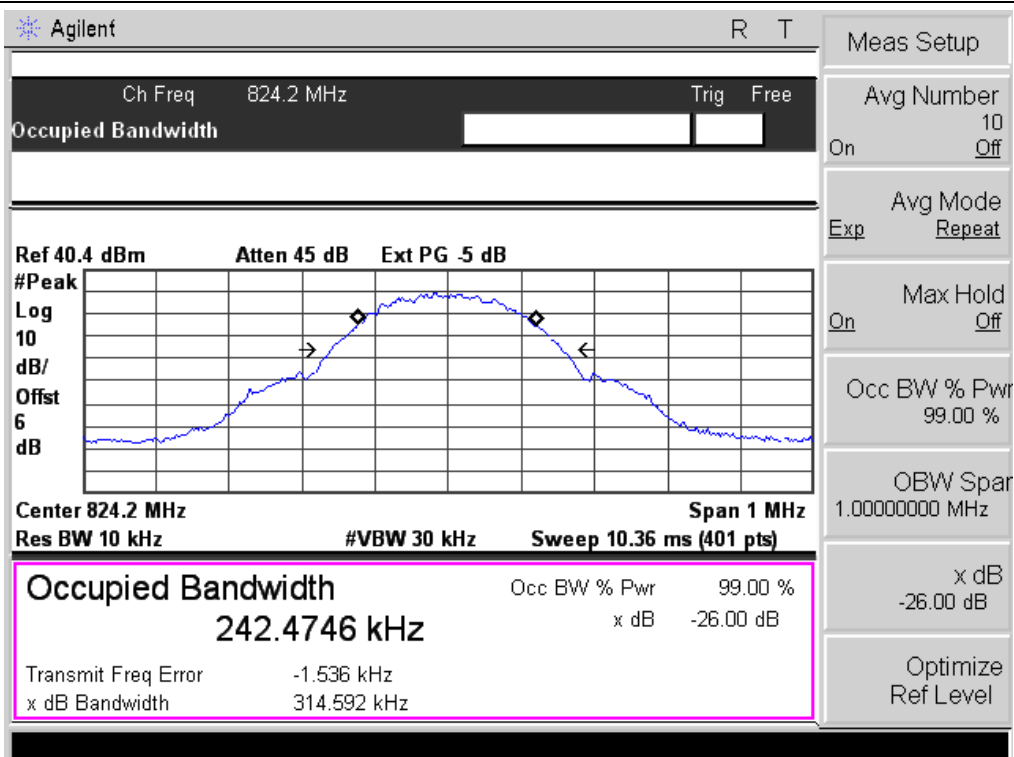 Agilent R T
Ch Freq 824.2 MHz Trig Free
Occupied Bandwidth
Ref 40.4 dBm Atten 45 dB Ext PG -5 dB
#Peak
Log
10
dB/
Offst
6
dB
Center 824.2 MHz Span 1 MHz
Res BW 10 kHz #VBW 30 kHz Sweep 10.36 ms (401 pts)
Occupied Bandwidth
242.4746 kHz
Occ BW % Pwr 99.00 %
x dB -26.00 dB
Transmit Freq Error -1.536 kHz
x dB Bandwidth 314.592 kHz
Meas Setup
Avg Number
10
On Off
Avg Mode
Exp Repeat
Max Hold
On Off
Occ BW % Pwr
99.00 %
OBW Span
1.00000000 MHz
x dB
-26.00 dB
Optimize
Ref Level